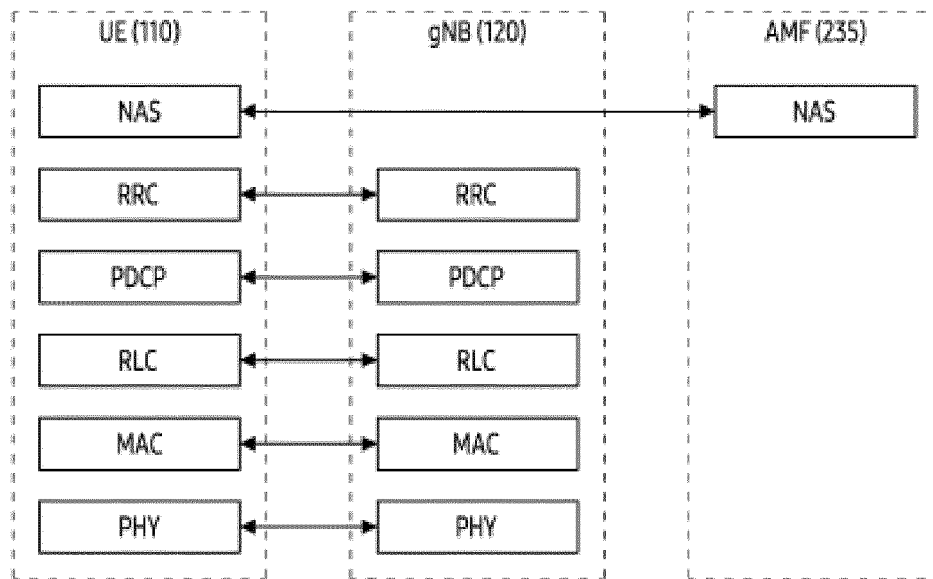 UE (110) gNB (120) AMF (235)
NAS NAS
RRC RRC
PDCP PDCP
RLC RLC
MAC MAC
PHY PHY